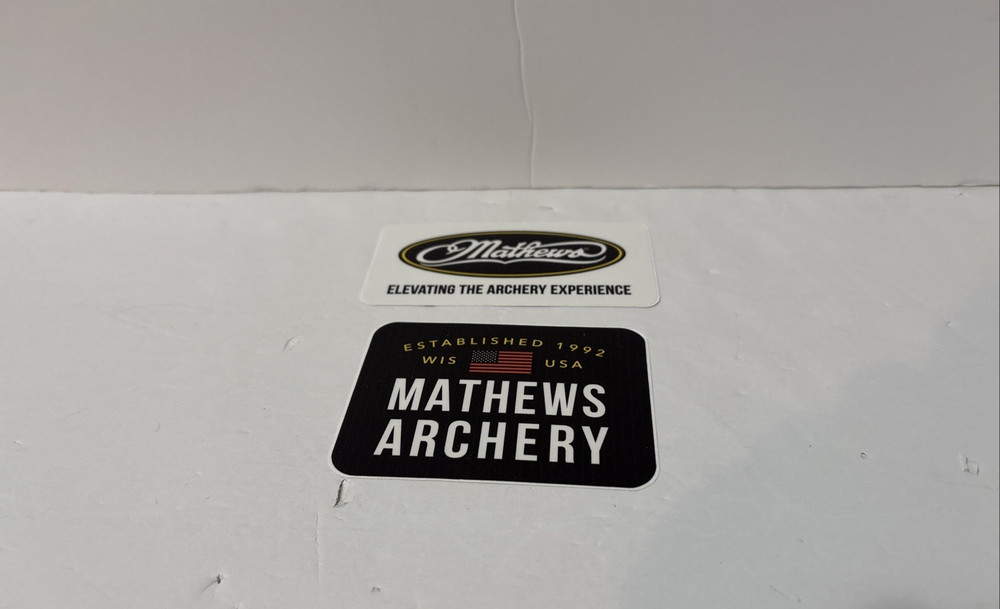 Mathews
ELEVATING THE ARCHERY EXPERIENCE
ESTABLISHED 1992
WIS USA
MATHEWS
ARCHERY